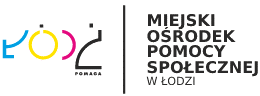 ŁÓDŹ
POMAGA
MIEJSKI
OŚRODEK
POMOCY
SPOŁECZNEJ
W ŁODZI